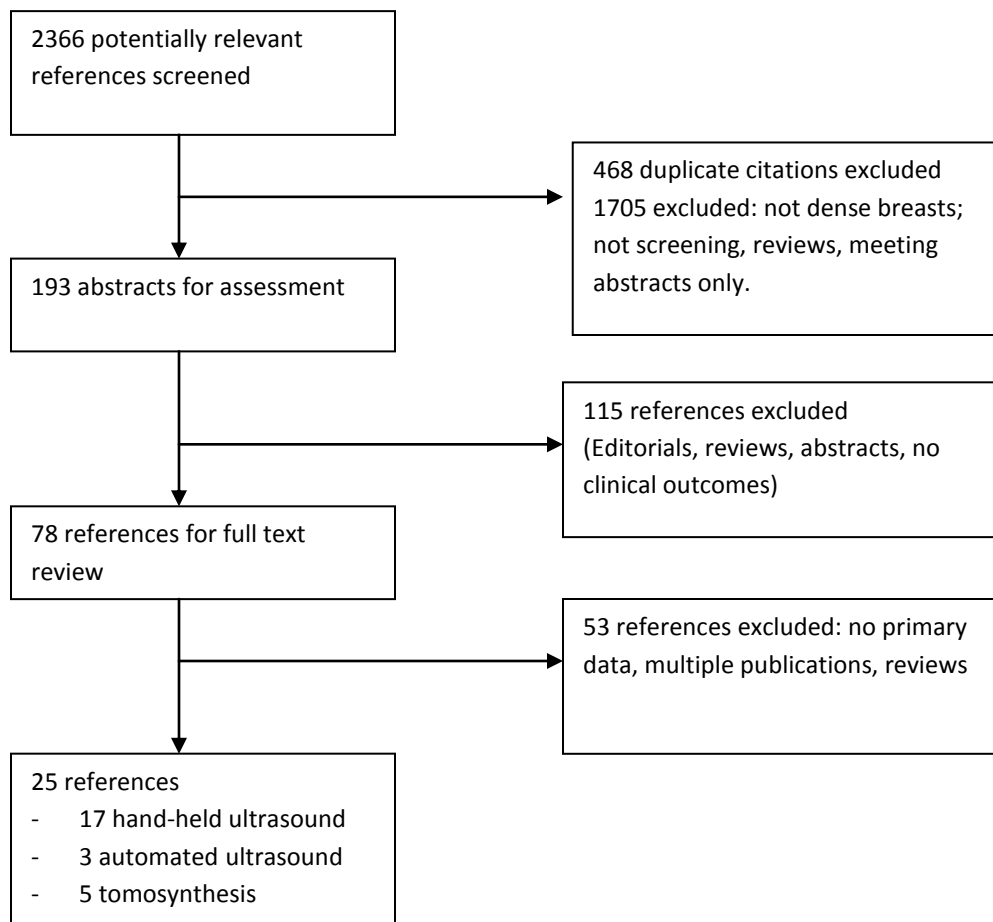 2366 potentially relevant
references screened
468 duplicate citations excluded
1705 excluded: not dense breasts;
not screening, reviews, meeting
abstracts only.
193 abstracts for assessment
115 references excluded
(Editorials, reviews, abstracts, no
clinical outcomes)
78 references for full text
review
53 references excluded: no primary
data, multiple publications, reviews
25 references
- 17 hand-held ultrasound
- 3 automated ultrasound
- 5 tomosynthesis